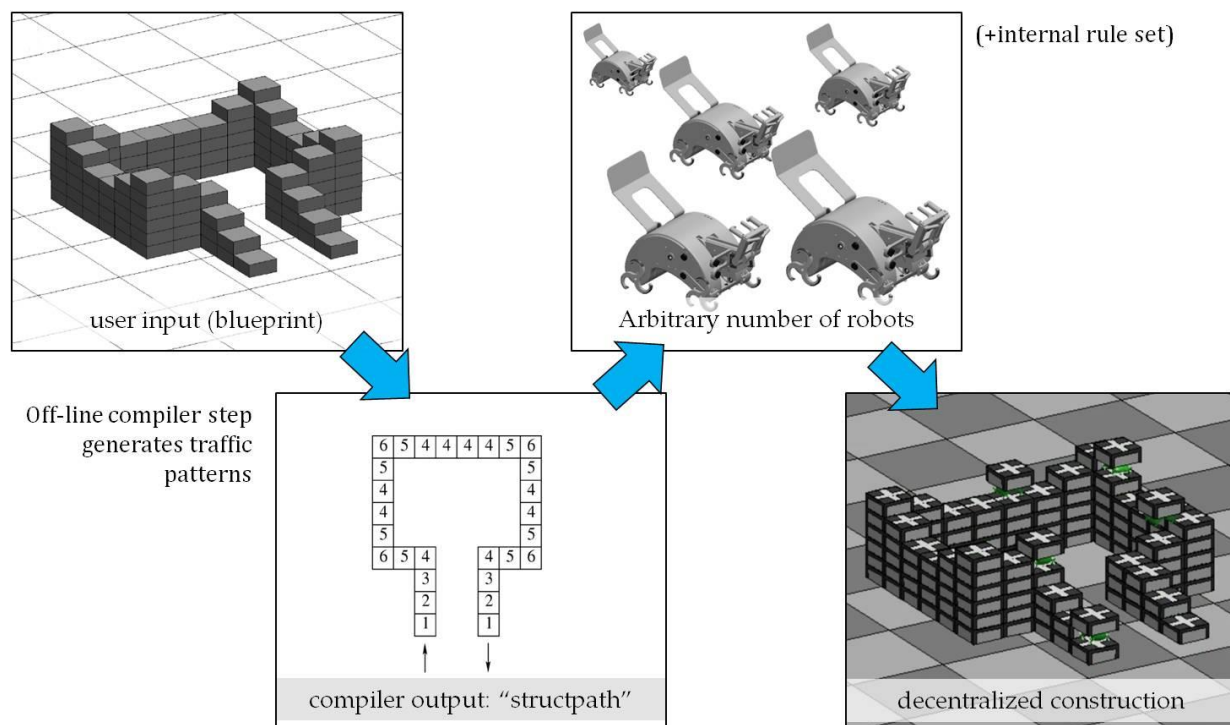 (+internal rule set)
user input (blueprint)
Arbitrary number of robots
Off-line compiler step
generates traffic
patterns
6 5 4 4 4 4 5 6
5 5
4 4
4 4
5 5
6 5 4 4 5 6
3 3
2 2
1 1
compiler output: “structpath”
decentralized construction